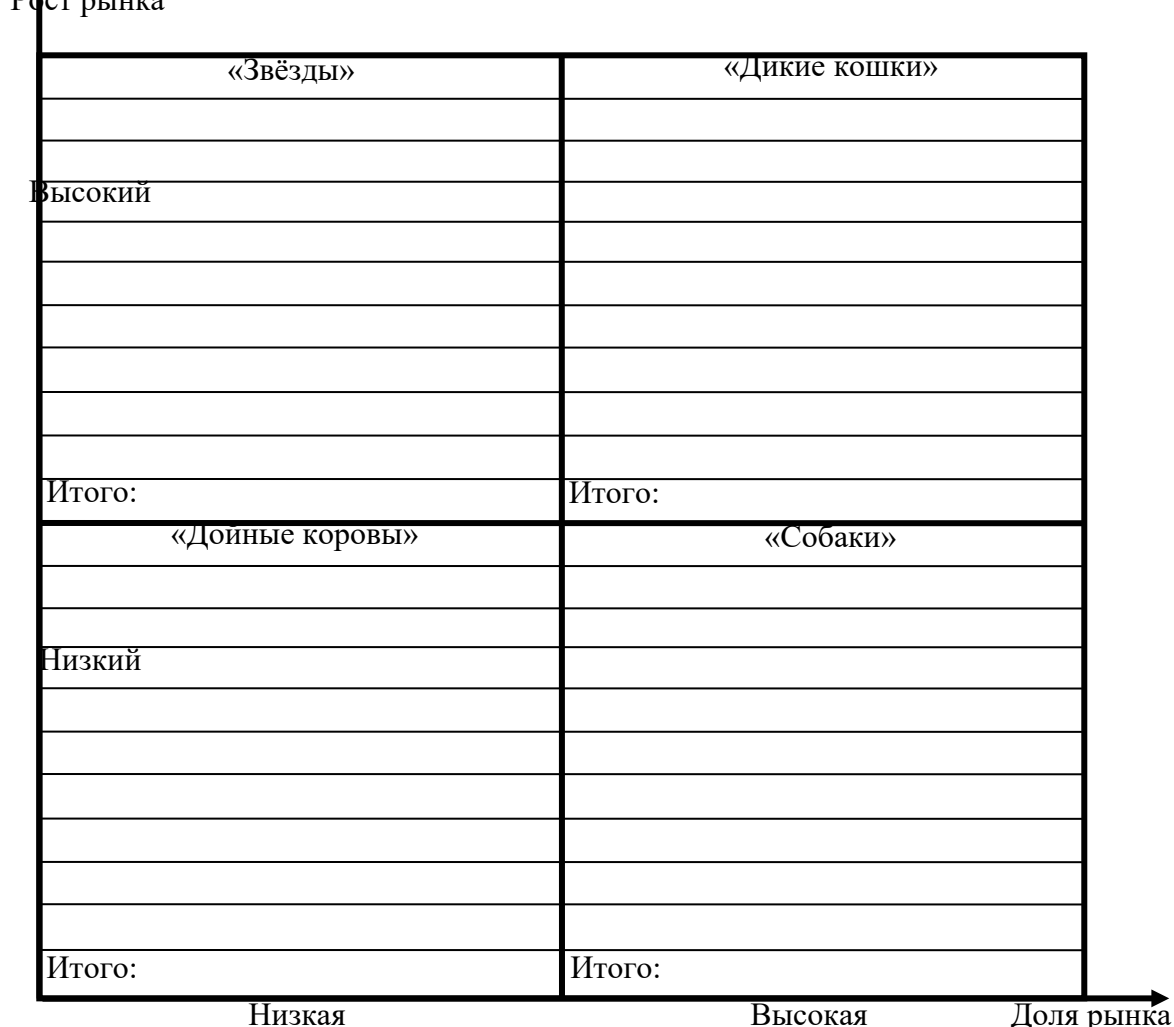 Рост рынка
«Звёзды»
«Дикие кошки»
Высокий
Итого:
Итого:
«Дойные коровы»
«Собаки»
Низкий
Итого:
Итого:
Низкая
Высокая
Доля рынка